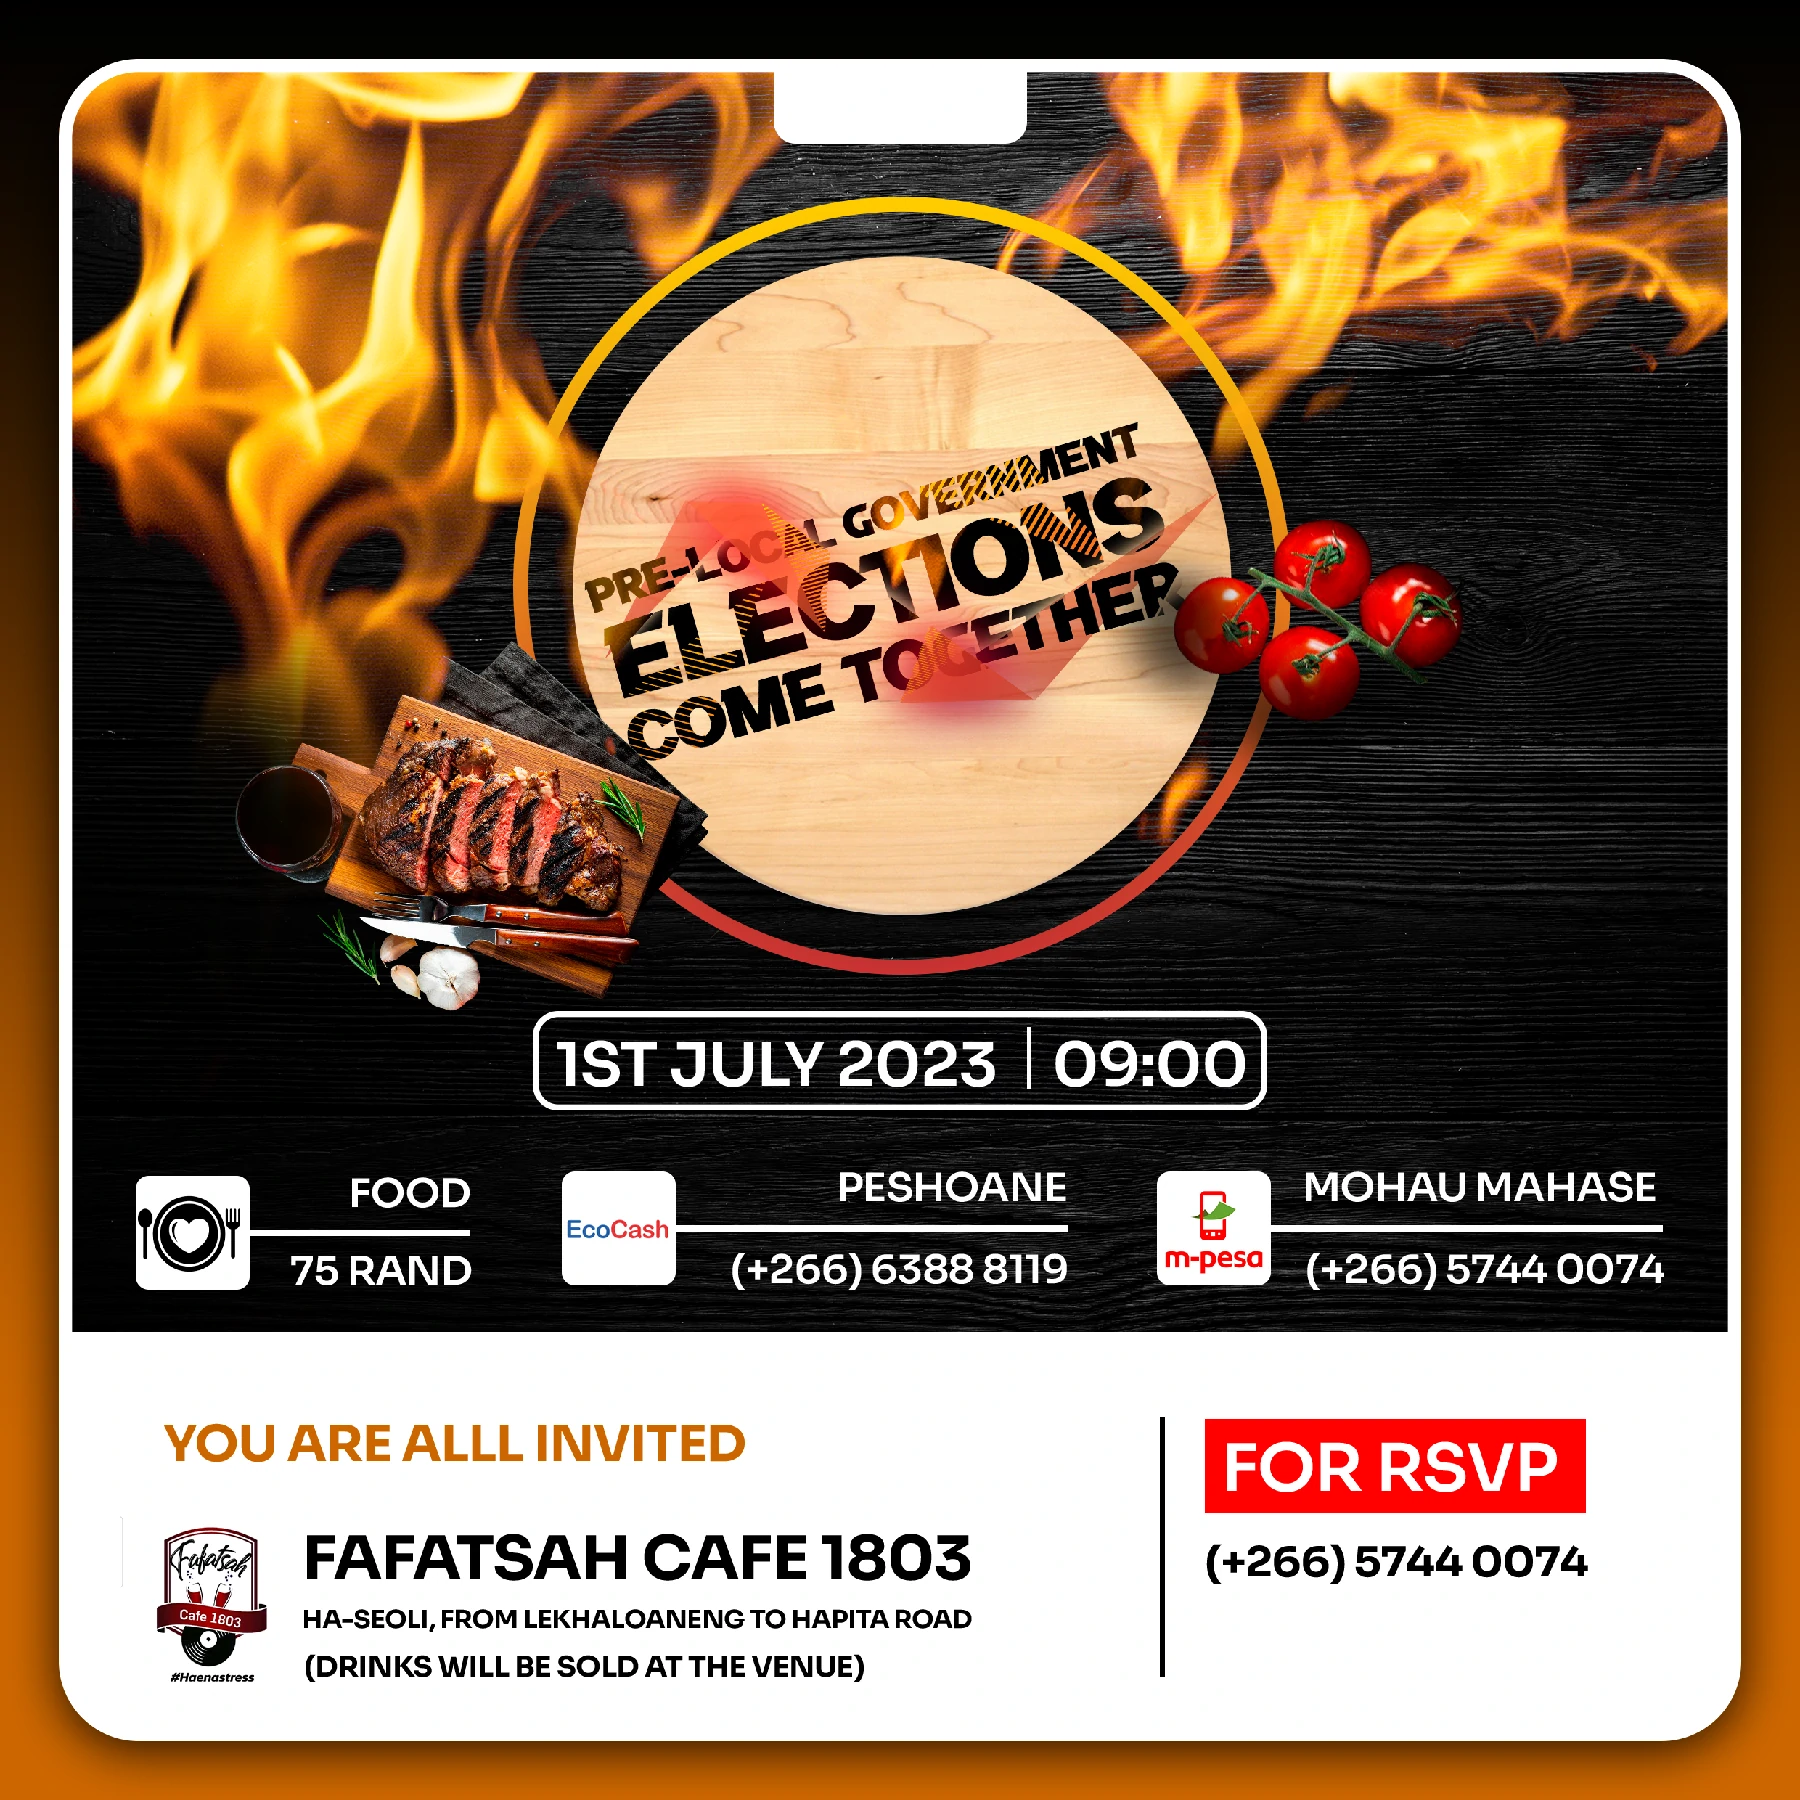 PRE-LOCAL GOVERNMENT
ELECTIONS
COME TOGETHER
1ST JULY 2023 | 09:00
FOOD
75 RAND
EcoCash
PESHOANE
(+266) 6388 8119
m-pesa
MOHAU MAHASE
(+266) 5744 0074
YOU ARE ALLL INVITED
Fafatsah
Cafe 1803
#Haenastress
FAFATSAH CAFE 1803
HA-SEOLI, FROM LEKHALOANENG TO HAPITA ROAD
(DRINKS WILL BE SOLD AT THE VENUE)
FOR RSVP
(+266) 5744 0074